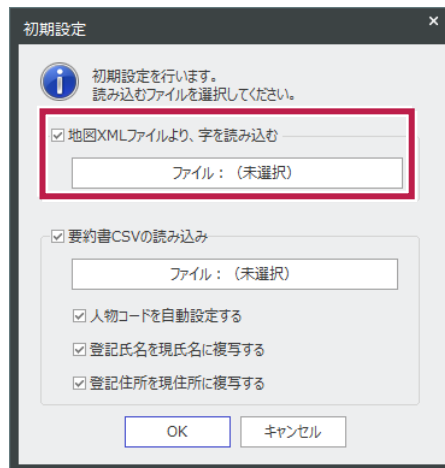 初期設定
初期設定を行います。
読み込むファイルを選択してください。
地図XMLファイルより、字を読み込む
ファイル：（未選択）
要約書CSVの読み込み
ファイル：（未選択）
人物コードを自動設定する
登記氏名を現氏名に複写する
登記住所を現住所に複写する
OK
キャンセル